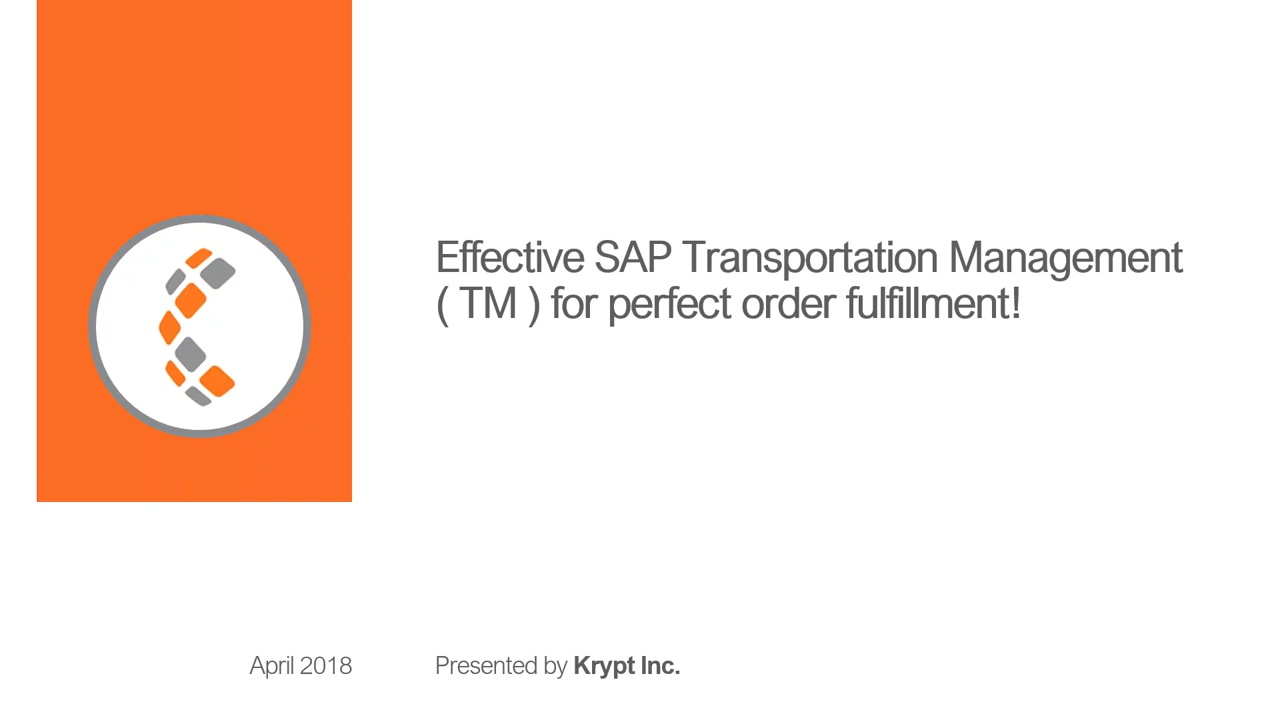 Effective SAP Transportation Management
( TM ) for perfect order fulfillment!
April 2018
Presented by Krypt Inc.